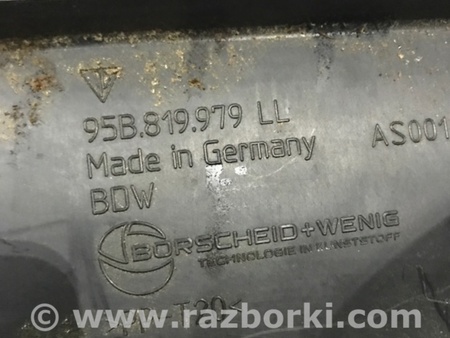 95B.819.979 LL
Made in Germany AS001
BDW
BORSCHEID+WENIG
TECHNOLOGIE IN KUNSTSTOFF
www.razborki.com